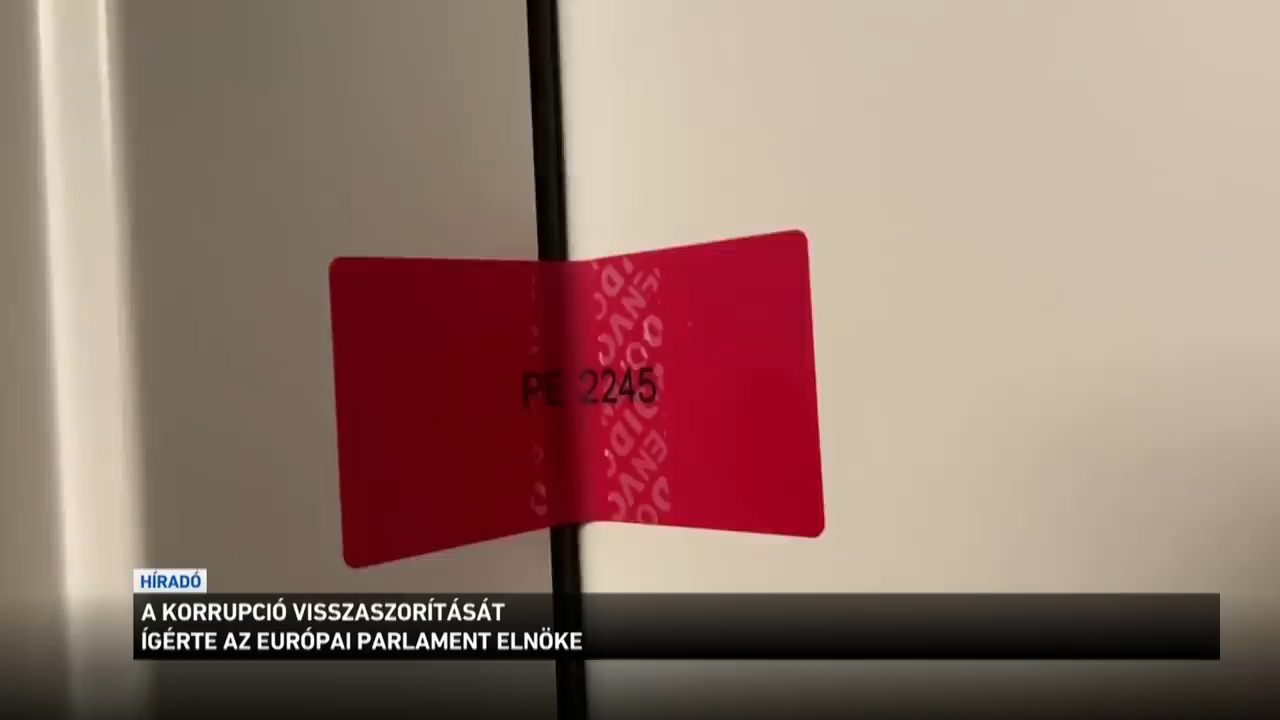 PE 2245
HÍRADÓ
A KORRUPCIÓ VISSZASZORÍTÁSÁT
ÍGÉRTE AZ EURÓPAI PARLAMENT ELNÖKE